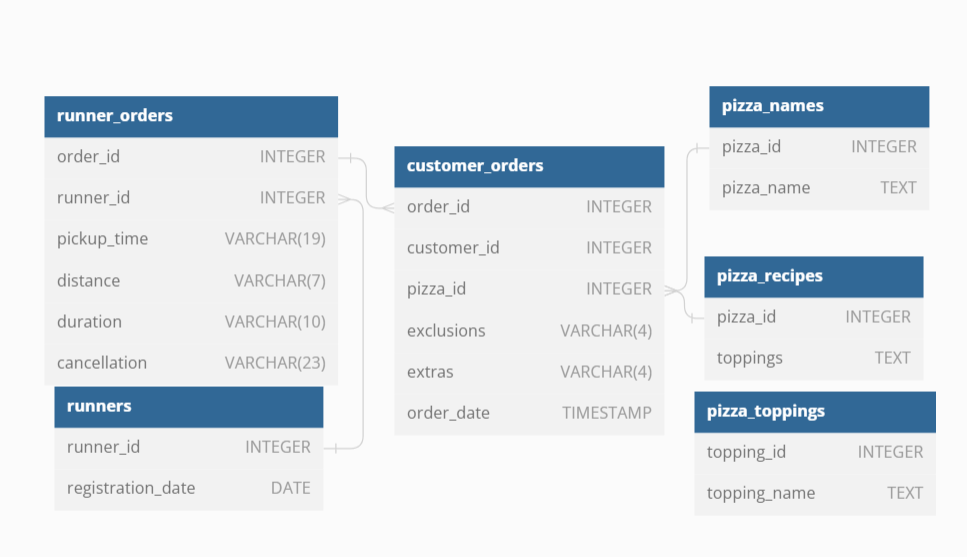 runner_orders
order_id INTEGER
runner_id INTEGER
pickup_time VARCHAR(19)
distance VARCHAR(7)
duration VARCHAR(10)
cancellation VARCHAR(23)
runners
runner_id INTEGER
registration_date DATE
customer_orders
order_id INTEGER
customer_id INTEGER
pizza_id INTEGER
exclusions VARCHAR(4)
extras VARCHAR(4)
order_date TIMESTAMP
pizza_names
pizza_id INTEGER
pizza_name TEXT
pizza_recipes
pizza_id INTEGER
toppings TEXT
pizza_toppings
topping_id INTEGER
topping_name TEXT